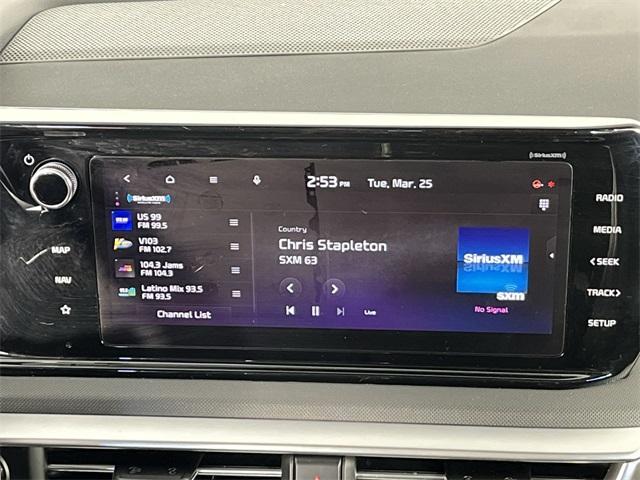 SiriusXM
2:53 PM Tue, Mar. 25
SiriusXM
US 99
FM 99.5
V103
FM 102.7
104.3 Jams
FM 104.3
Latino Mix 93.5
FM 93.5
Channel List
Country
Chris Stapleton
SXM 63
Live
SiriusXM
sxm
No Signal
MAP
NAV
RADIO
MEDIA
< SEEK
TRACK >
SETUP